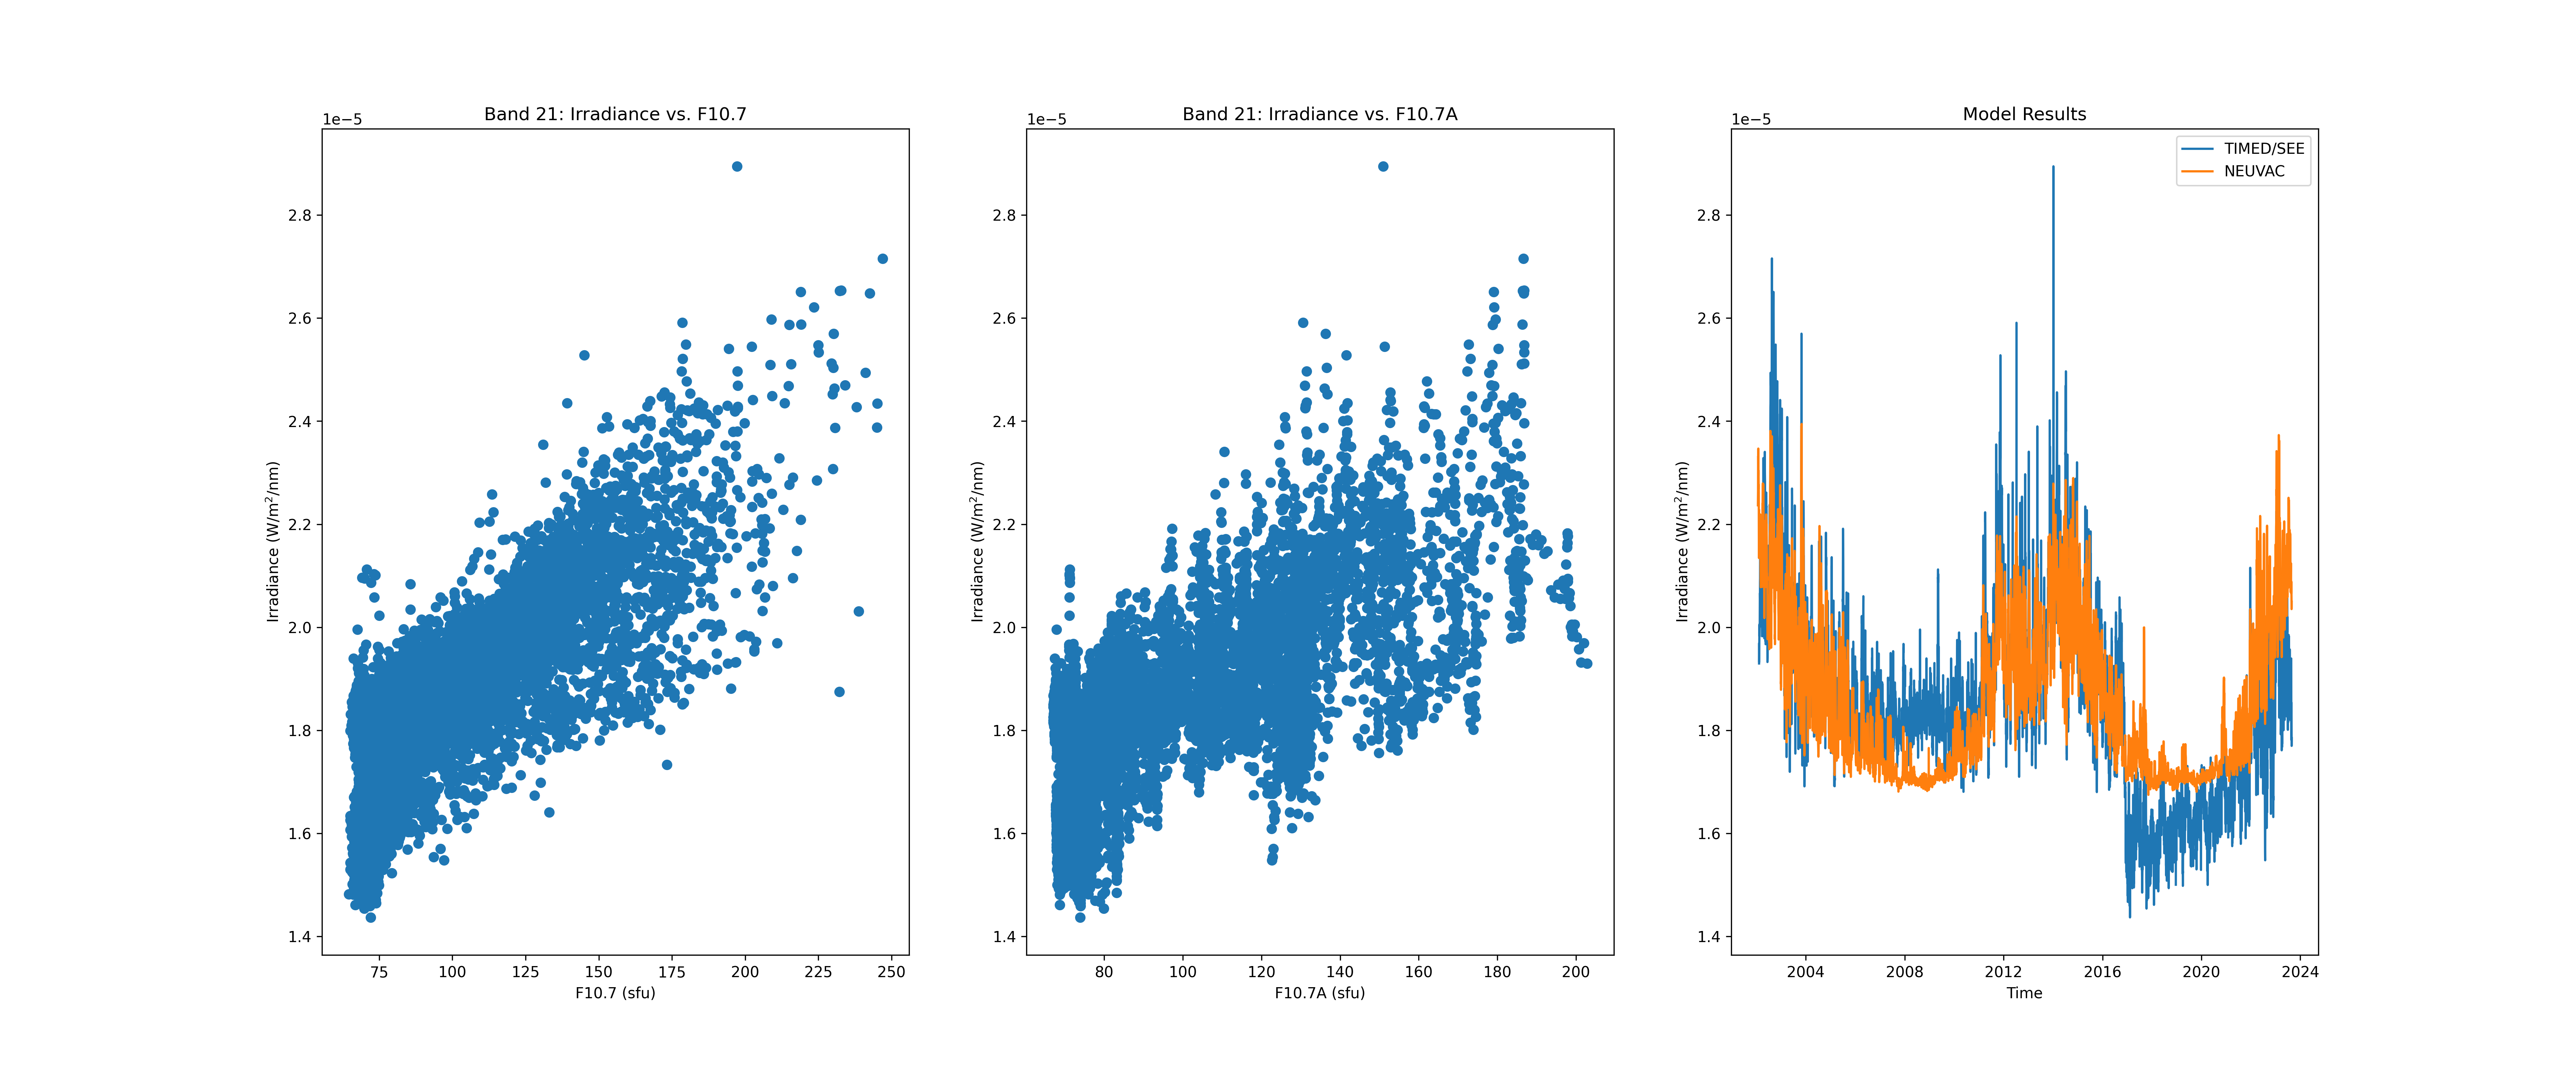 Band 21: Irradiance vs. F10.7
1e−5
2.8
2.6
2.4
2.2
2.0
1.8
1.6
1.4
Irradiance (W/m²/nm)
75 100 125 150 175 200 225 250
F10.7 (sfu)
Band 21: Irradiance vs. F10.7A
1e−5
2.8
2.6
2.4
2.2
2.0
1.8
1.6
1.4
Irradiance (W/m²/nm)
80 100 120 140 160 180 200
F10.7A (sfu)
Model Results
1e−5
TIMED/SEE
NEUVAC
2.8
2.6
2.4
2.2
2.0
1.8
1.6
1.4
Irradiance (W/m²/nm)
2004 2008 2012 2016 2020 2024
Time